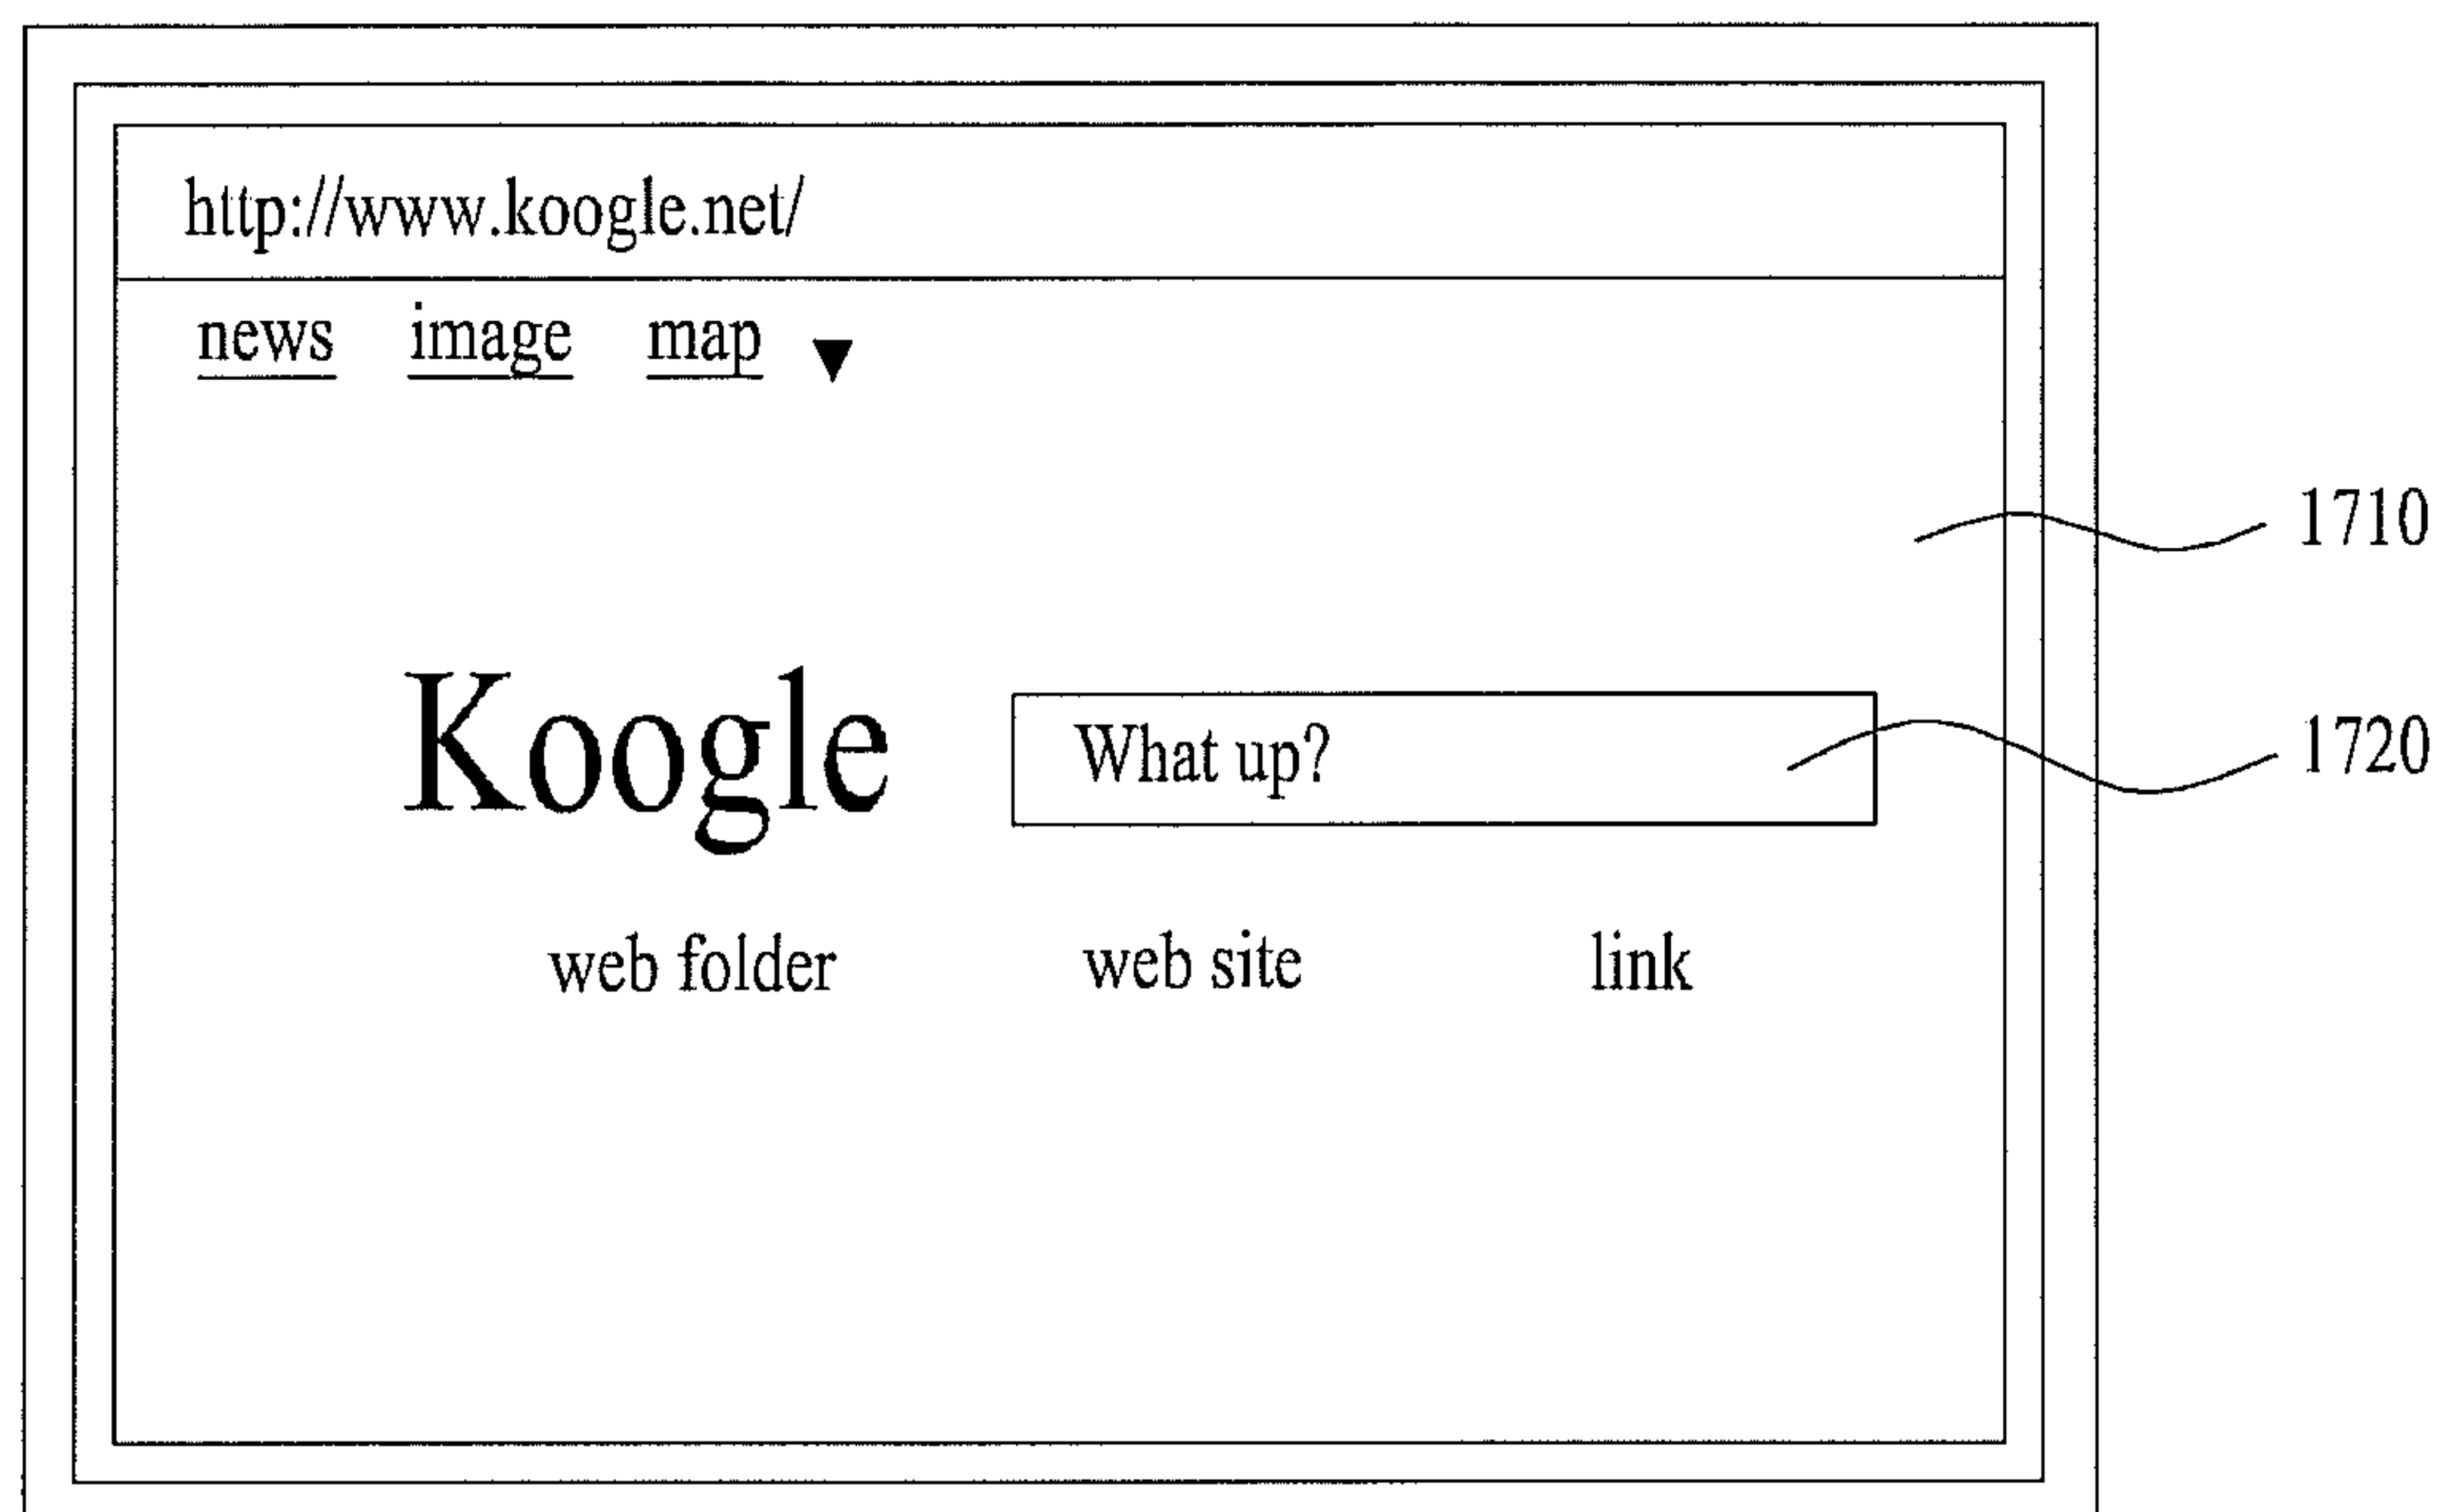 http://www.koogle.net/
news image map ▼
1710
Koogle What up? 1720
web folder web site link